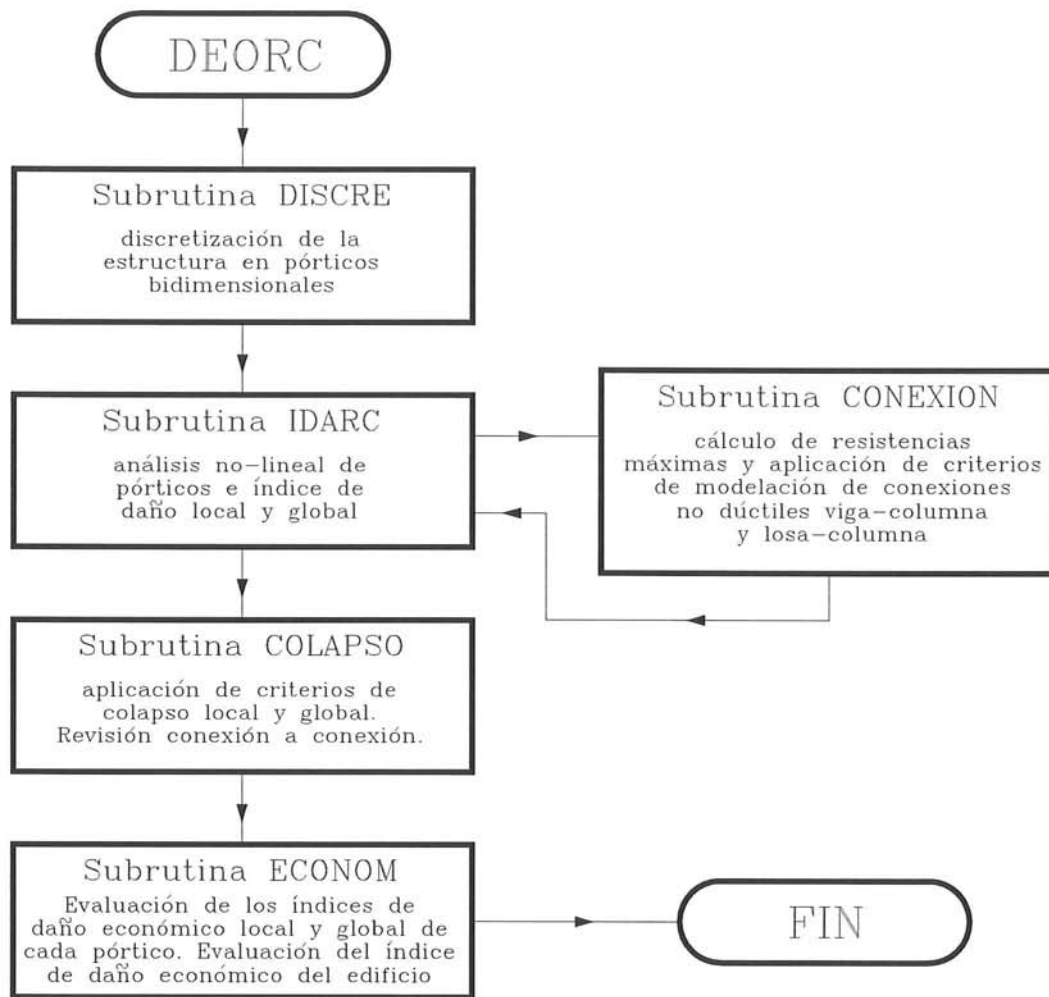 DEORC
Subrutina DISCRE
discretización de la
estructura en pórticos
bidimensionales
Subrutina IDARC
análisis no-lineal de
pórticos e índice de
daño local y global
Subrutina CONEXION
cálculo de resistencias
máximas y aplicación de criterios
de modelación de conexiones
no dúctiles viga-columna
y losa-columna
Subrutina COLAPSO
aplicación de criterios de
colapso local y global.
Revisión conexión a conexión.
Subrutina ECONOM
Evaluación de los índices de
daño económico local y global de
cada pórtico. Evaluación del índice
de daño económico del edificio
FIN